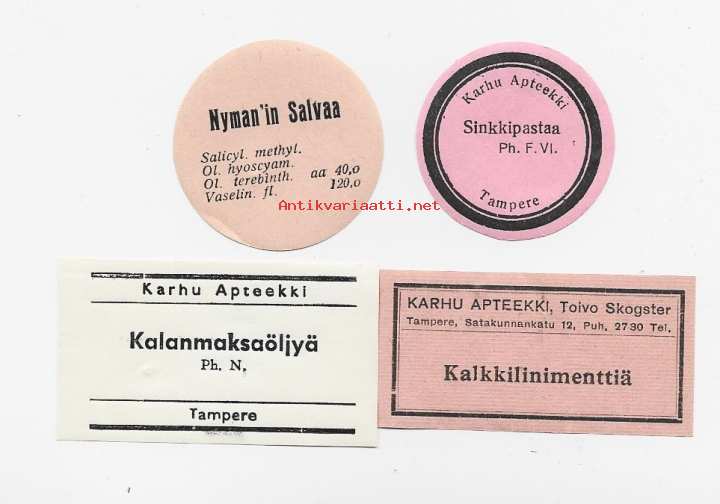 Nyman'in Salvaa
Salicyl. methyl.
Ol. hyoscyam.
Ol. terebinth. aa 40,0
Vaselin. fl. 120,0
Karhu Apteekki
Sinkkipastaa
Ph. F. VI.
Tampere
Antikvariaatti.net
Karhu Apteekki
Kalanmaksaöljyä
Ph. N.
Tampere
KARHU APTEEKKI, Toivo Skogster
Tampere, Satakunnankatu 12, Puh. 2730 Tel.
Kalkkilinimenttiä